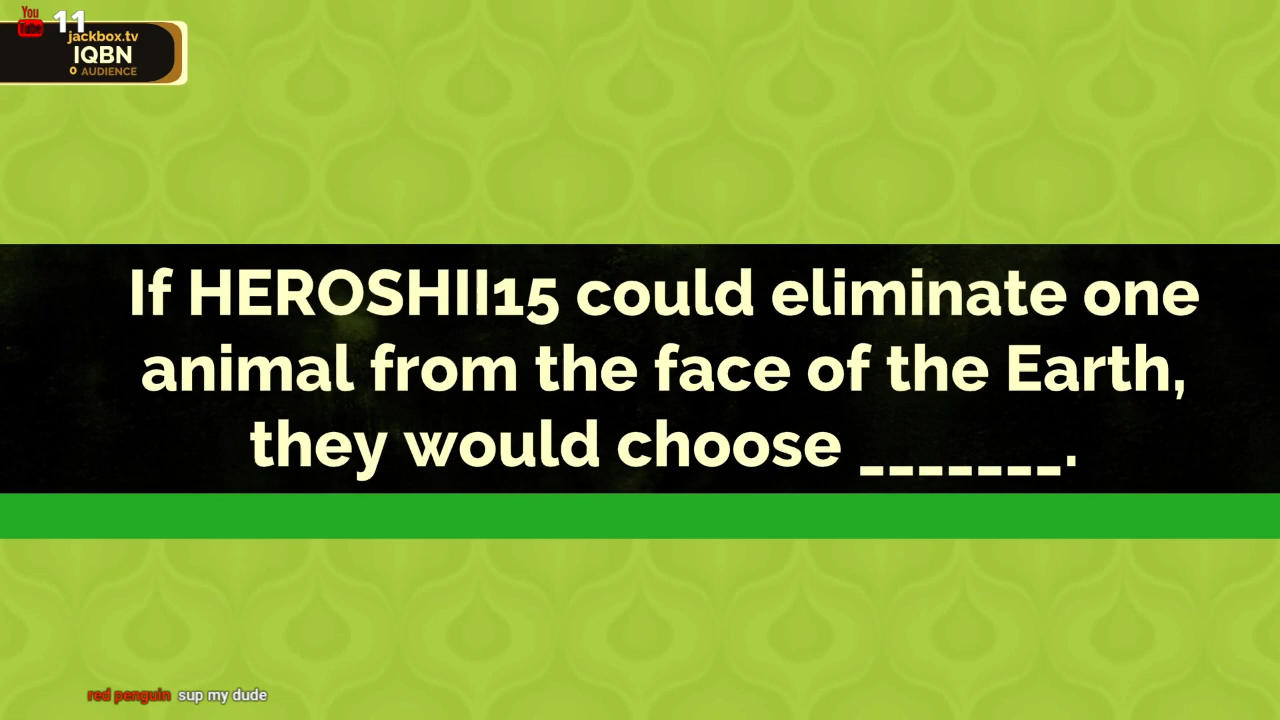 You
Tube 11
jackbox.tv
IQBN
0 AUDIENCE
If HEROSHII15 could eliminate one
animal from the face of the Earth,
they would choose _______.
red penguin sup my dude